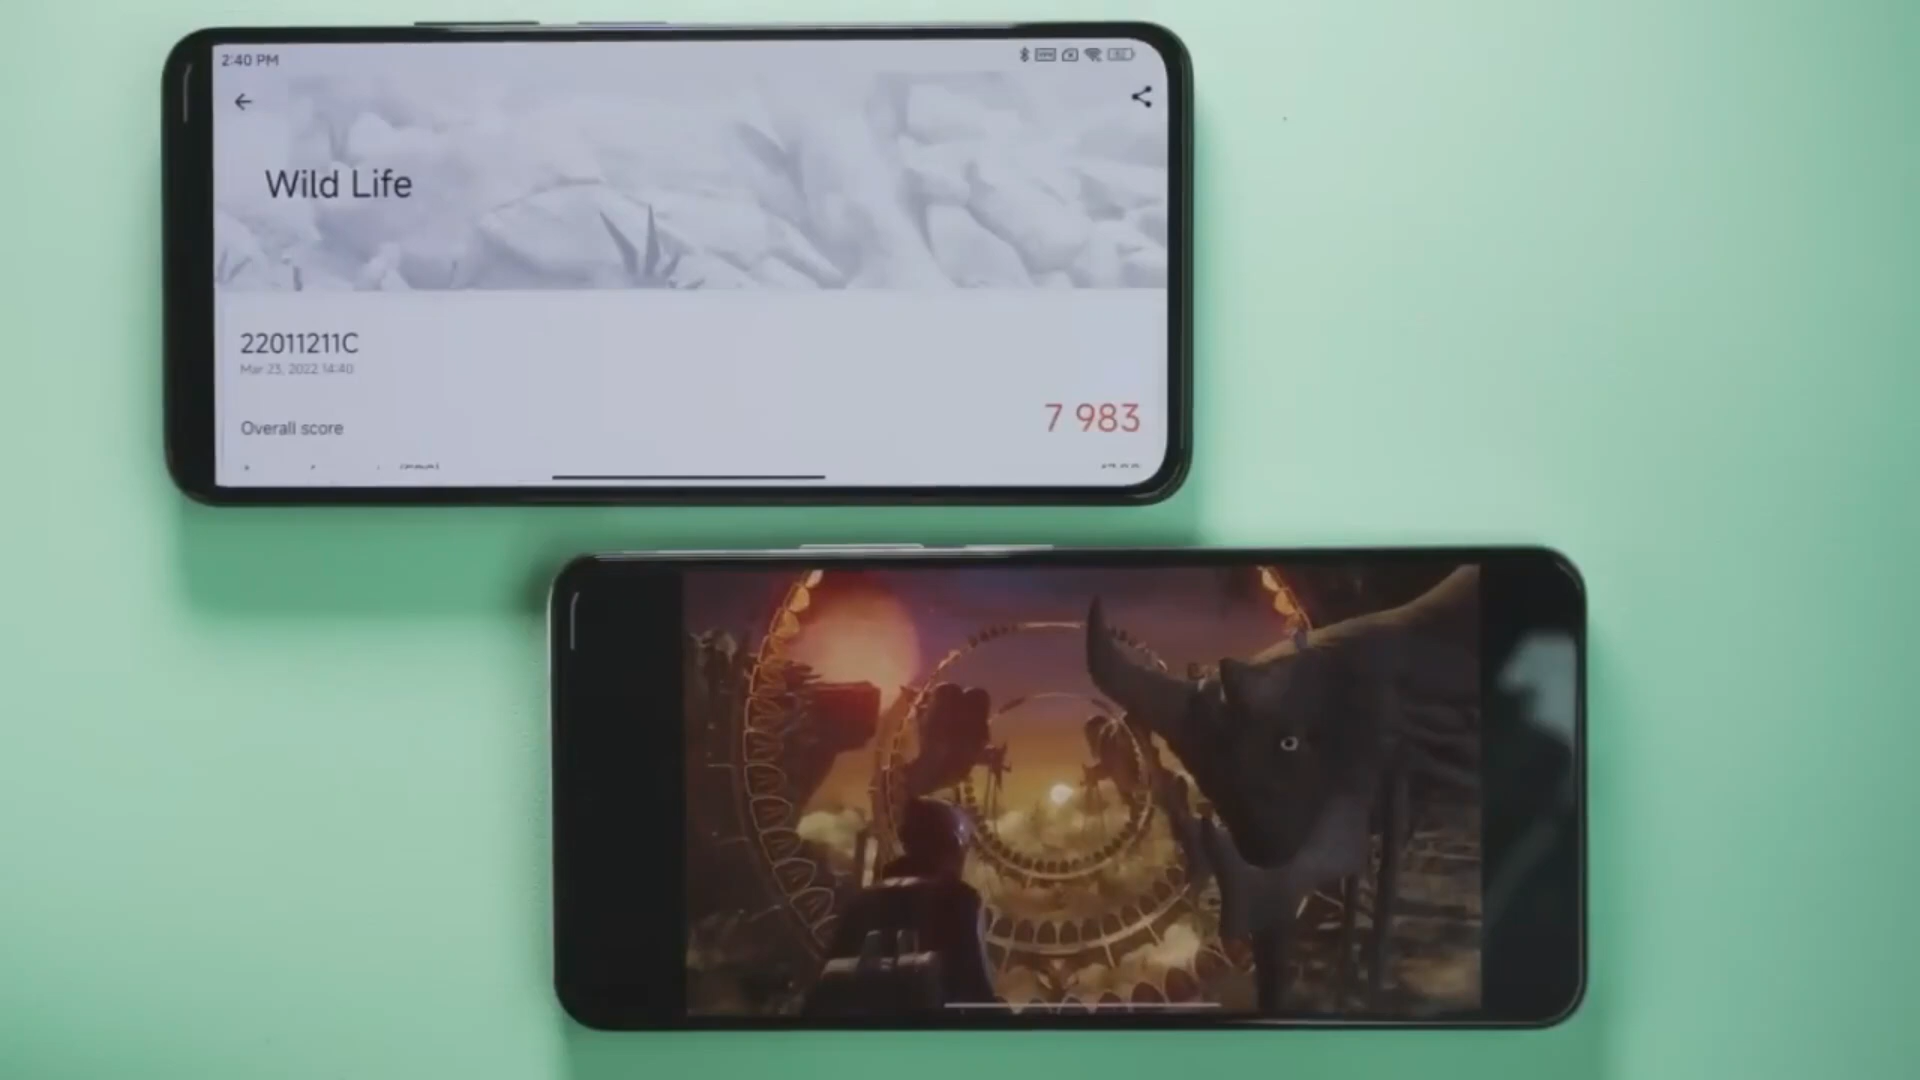 2:40 PM
Wild Life
22011211C
Mar 23, 2022 14:40
Overall score
7 983